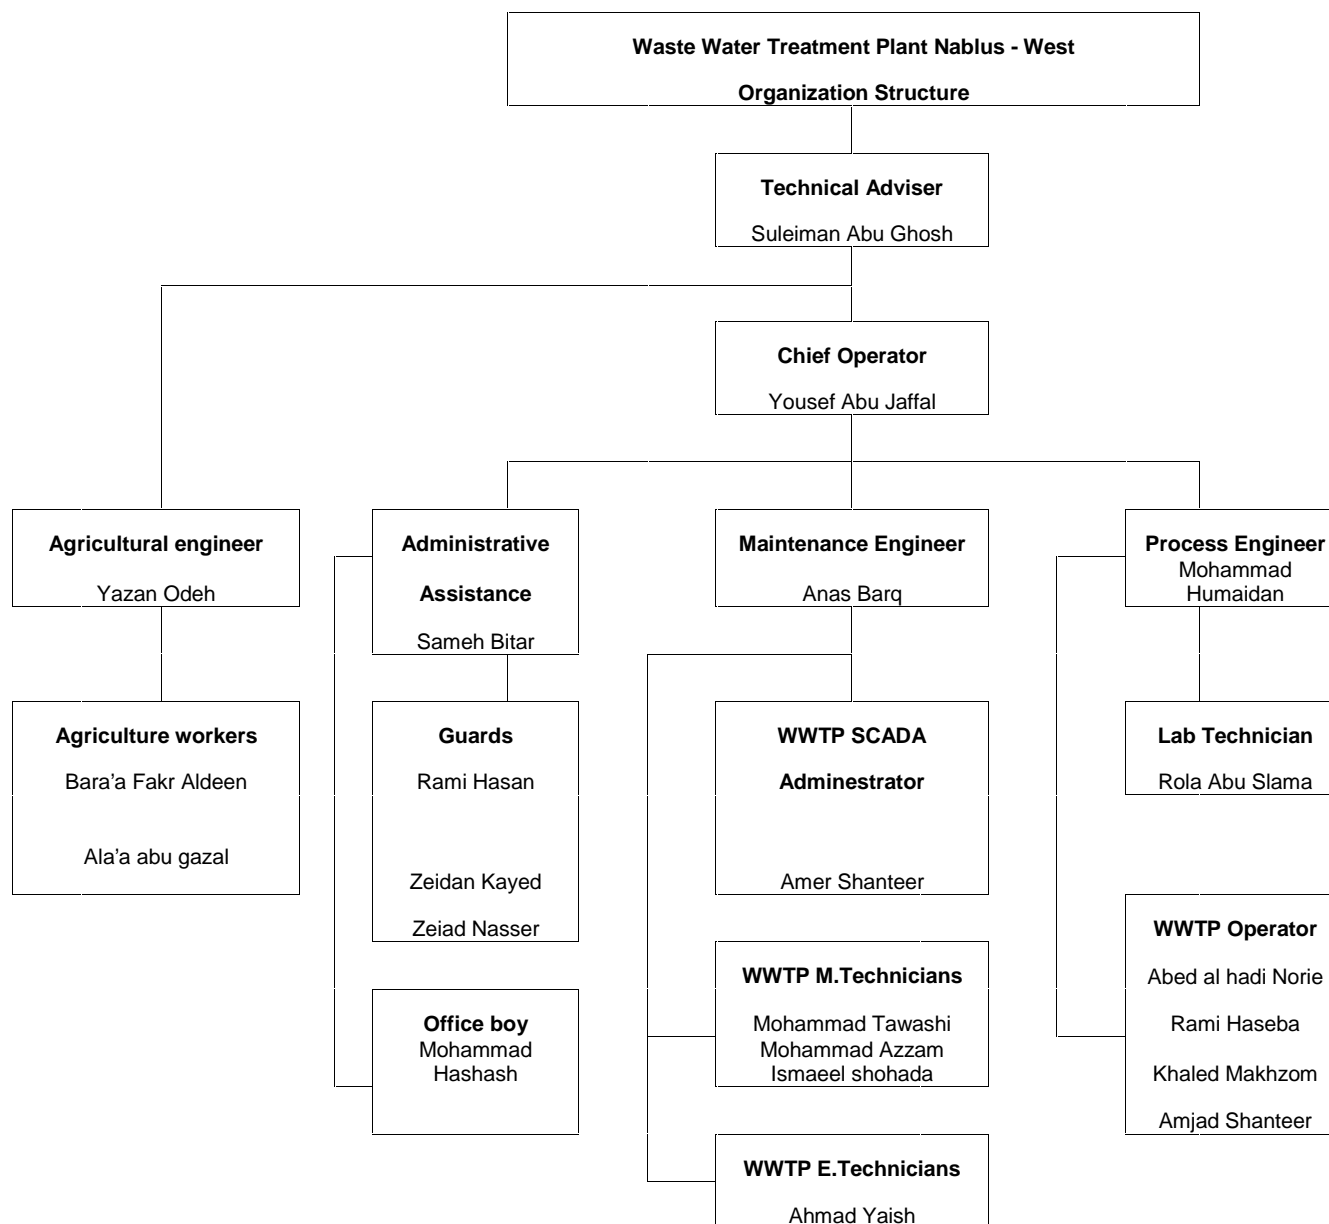 Waste Water Treatment Plant Nablus - West
Organization Structure
Technical Adviser
Suleiman Abu Ghosh
Chief Operator
Yousef Abu Jaffal
Agricultural engineer
Yazan Odeh
Administrative
Assistance
Sameh Bitar
Maintenance Engineer
Anas Barq
Process Engineer
Mohammad
Humaidan
Agriculture workers
Bara'a Fakr Aldeen
Ala'a abu gazal
Guards
Rami Hasan
Zeidan Kayed
Zeiad Nasser
WWTP SCADA
Adminestrator
Amer Shanteer
Lab Technician
Rola Abu Slama
Office boy
Mohammad
Hashash
WWTP M.Technicians
Mohammad Tawashi
Mohammad Azzam
Ismaeel shohada
WWTP Operator
Abed al hadi Norie
Rami Haseba
Khaled Makhzom
Amjad Shanteer
WWTP E.Technicians
Ahmad Yaish